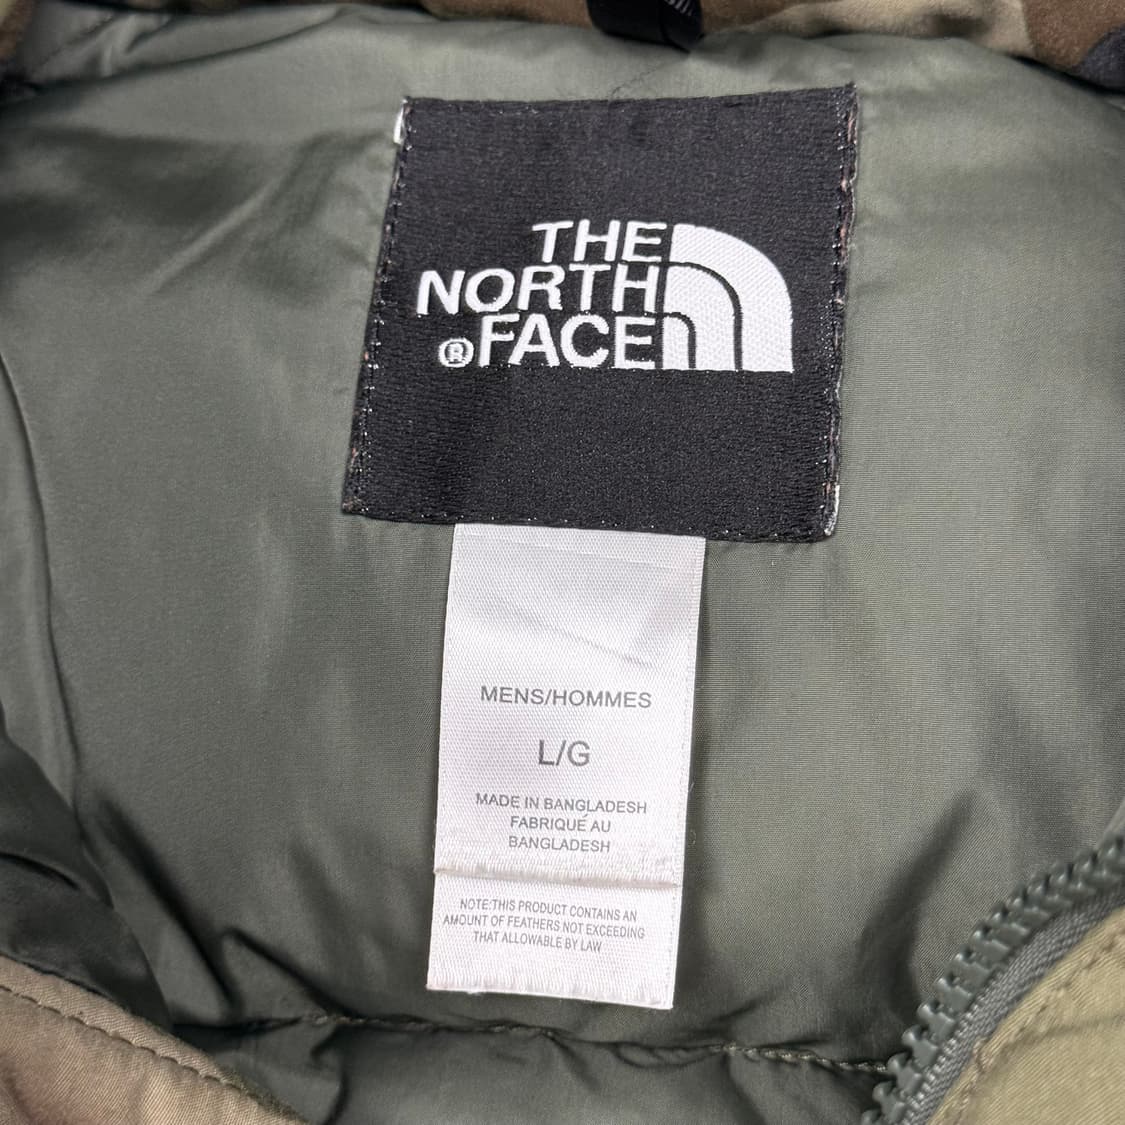 THE
NORTH
®FACE
MENS/HOMMES
L/G
MADE IN BANGLADESH
FABRIQUÉ AU
BANGLADESH
NOTE:THIS PRODUCT CONTAINS AN
AMOUNT OF FEATHERS NOT EXCEEDING
THAT ALLOWABLE BY LAW